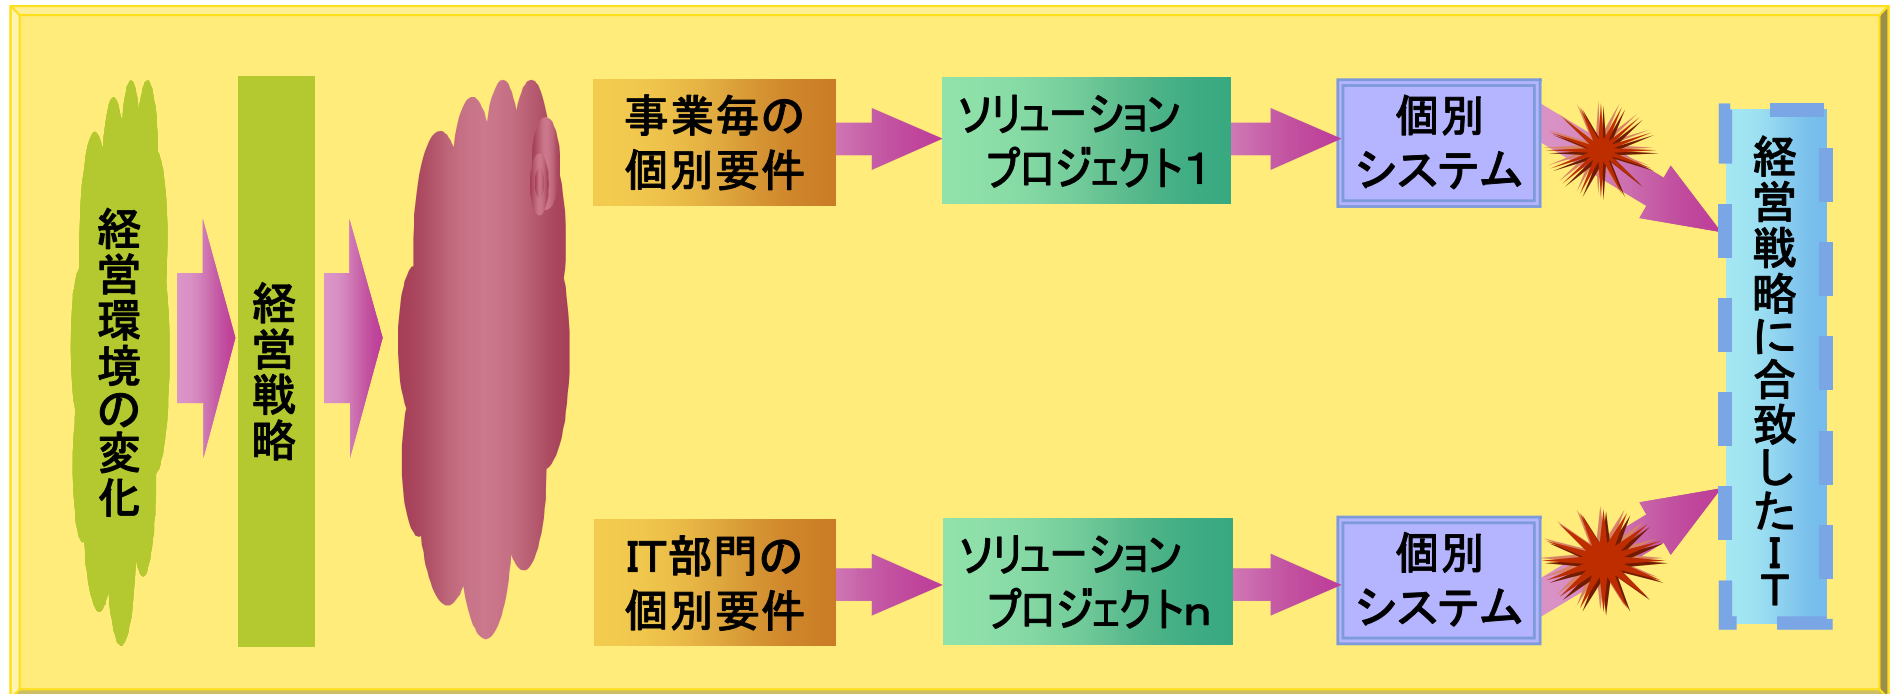 経営環境の変化
経営戦略
事業毎の
個別要件
ソリューション
プロジェクト1
個別
システム
IT部門の
個別要件
ソリューション
プロジェクトn
個別
システム
経営戦略に合致したIT